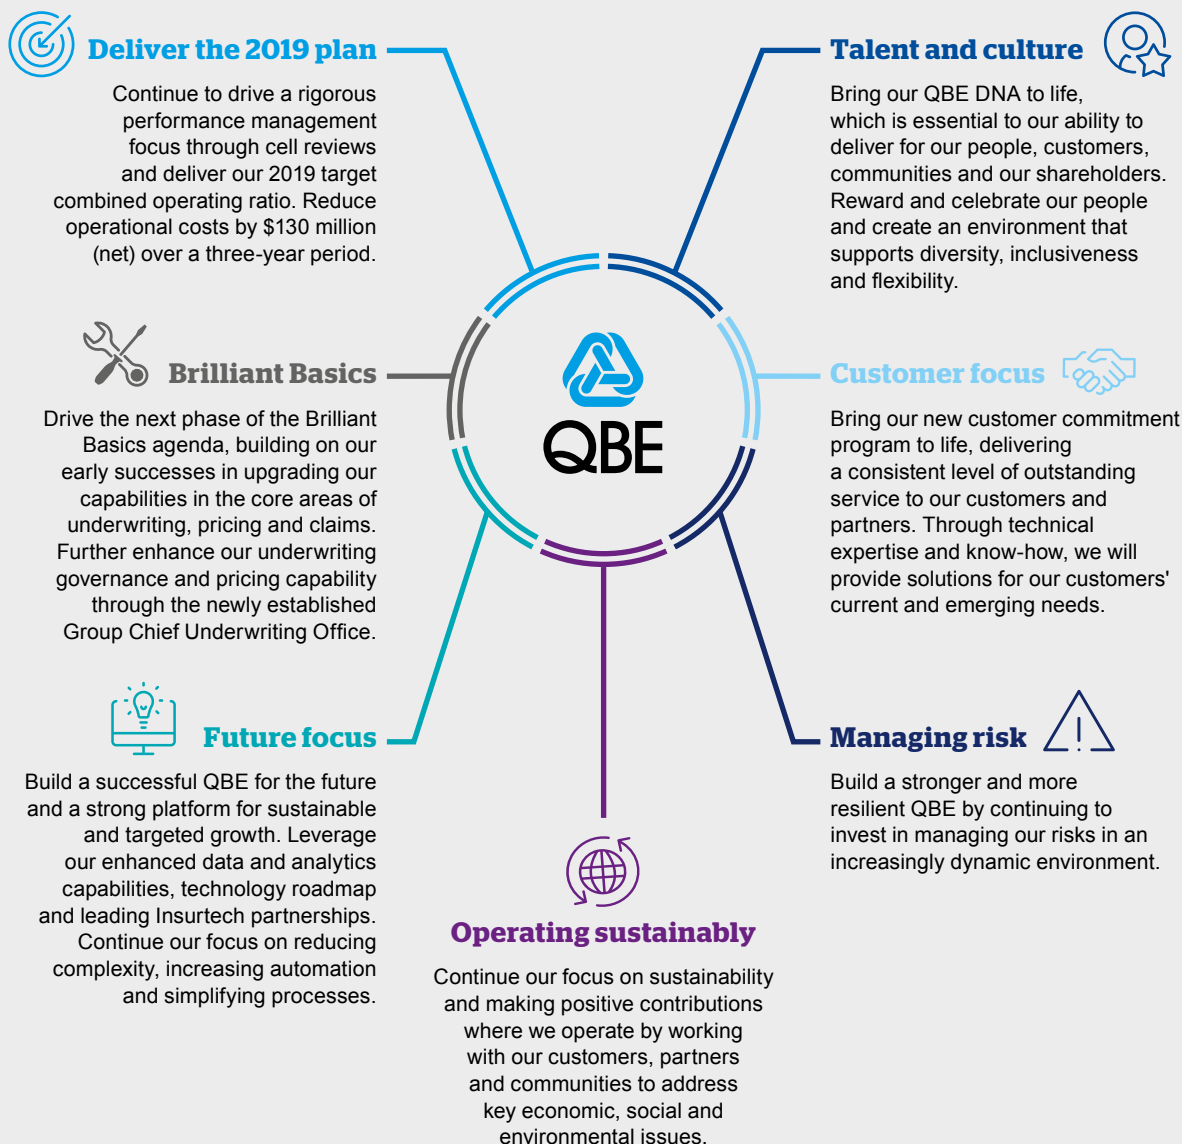 Deliver the 2019 plan
Continue to drive a rigorous
performance management
focus through cell reviews
and deliver our 2019 target
combined operating ratio. Reduce
operational costs by $130 million
(net) over a three-year period.
Talent and culture
Bring our QBE DNA to life,
which is essential to our ability to
deliver for our people, customers,
communities and our shareholders.
Reward and celebrate our people
and create an environment that
supports diversity, inclusiveness
and flexibility.
Brilliant Basics
Drive the next phase of the Brilliant
Basics agenda, building on our
early successes in upgrading our
capabilities in the core areas of
underwriting, pricing and claims.
Further enhance our underwriting
governance and pricing capability
through the newly established
Group Chief Underwriting Office.
QBE
Customer focus
Bring our new customer commitment
program to life, delivering
a consistent level of outstanding
service to our customers and
partners. Through technical
expertise and know-how, we will
provide solutions for our customers'
current and emerging needs.
Future focus
Build a successful QBE for the future
and a strong platform for sustainable
and targeted growth. Leverage
our enhanced data and analytics
capabilities, technology roadmap
and leading Insurtech partnerships.
Continue our focus on reducing
complexity, increasing automation
and simplifying processes.
Managing risk
Build a stronger and more
resilient QBE by continuing to
invest in managing our risks in an
increasingly dynamic environment.
Operating sustainably
Continue our focus on sustainability
and making positive contributions
where we operate by working
with our customers, partners
and communities to address
key economic, social and
environmental issues.